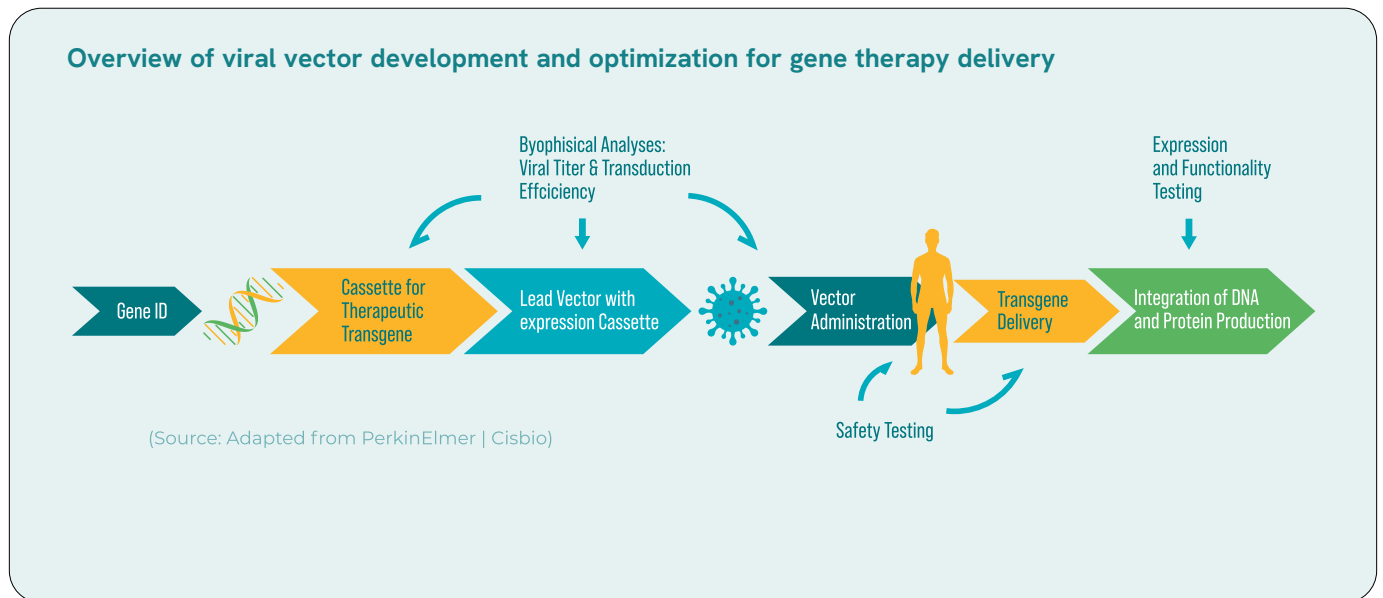 Overview of viral vector development and optimization for gene therapy delivery
Byophisical Analyses:
Viral Titer & Transduction
Effciciency
Expression
and Functionality
Testing
Gene ID
Cassette for
Therapeutic
Transgene
Lead Vector with
expression Cassette
Vector
Administration
Transgene
Delivery
Integration of DNA
and Protein Production
Safety Testing
(Source: Adapted from PerkinElmer | Cisbio)